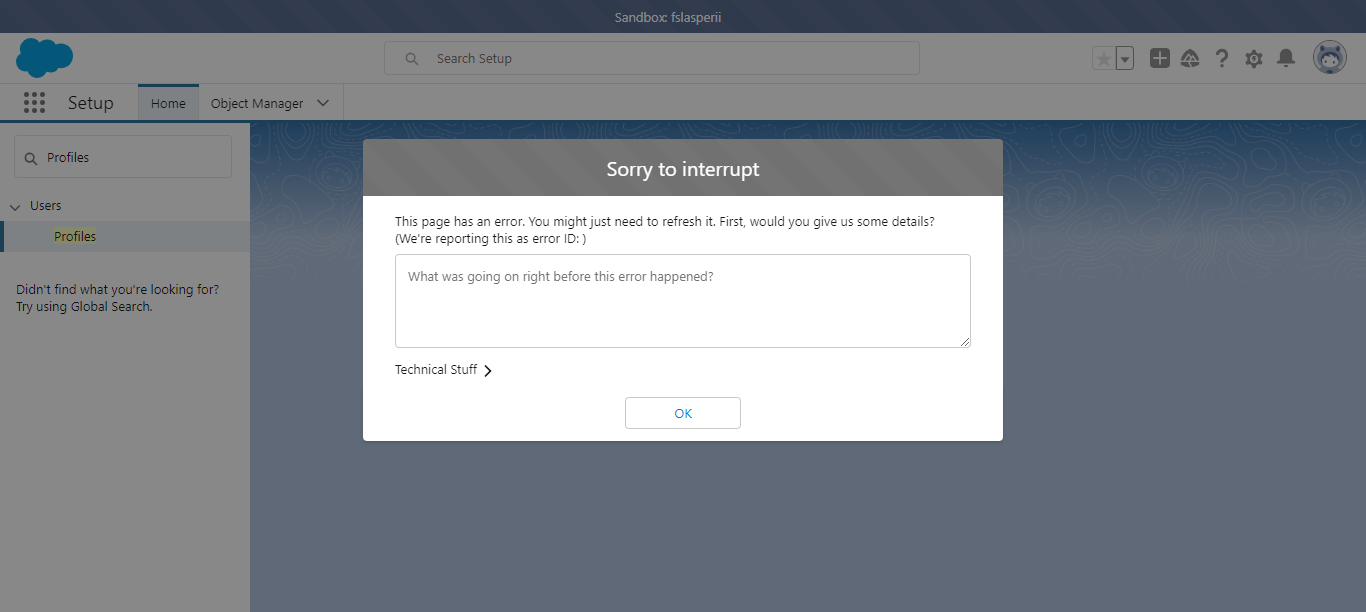 Sandbox: fslasperii
Search Setup
Setup
Home
Object Manager
Profiles
Users
Profiles
Didn't find what you're looking for?
Try using Global Search.
Sorry to interrupt
This page has an error. You might just need to refresh it. First, would you give us some details?
(We're reporting this as error ID: )
What was going on right before this error happened?
Technical Stuff
OK